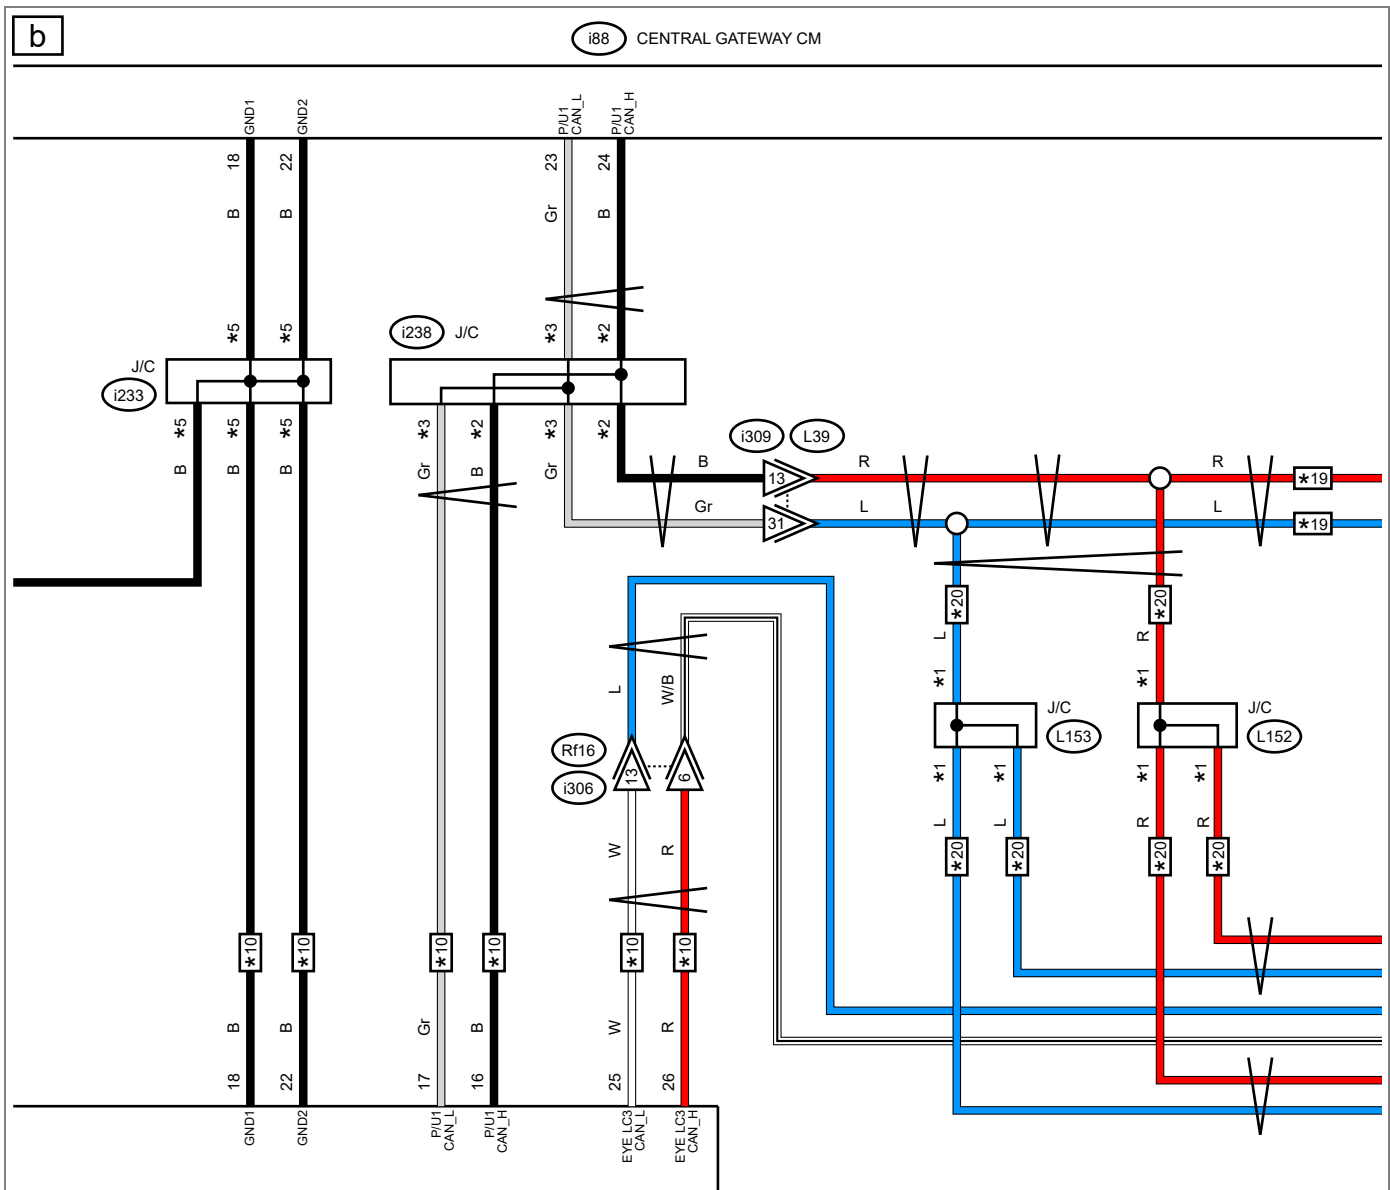 b
i88 CENTRAL GATEWAY CM
GND1
GND2
P/U1
CAN_L
P/U1
CAN_H
18
22
23
24
B
B
Gr
B
*5
*5
*3
*2
J/C
i233
i238 J/C
*5
*5
*5
*3
*2
*3
*2
B
B
B
Gr
B
Gr
i309 L39
B
13
R
R
*19
Gr
31
L
L
*19
*20
*20
L
R
L
W/B
*1
*1
J/C
L153
J/C
L152
Rf16
i306
13
6
*1
*1
*1
*1
W
R
L
L
R
R
*20
*20
*20
*20
*10
*10
*10
*10
*10
*10
B
B
Gr
B
W
R
18
22
17
16
25
26
GND1
GND2
P/U1
CAN_L
P/U1
CAN_H
EYE LC3
CAN_L
EYE LC3
CAN_H